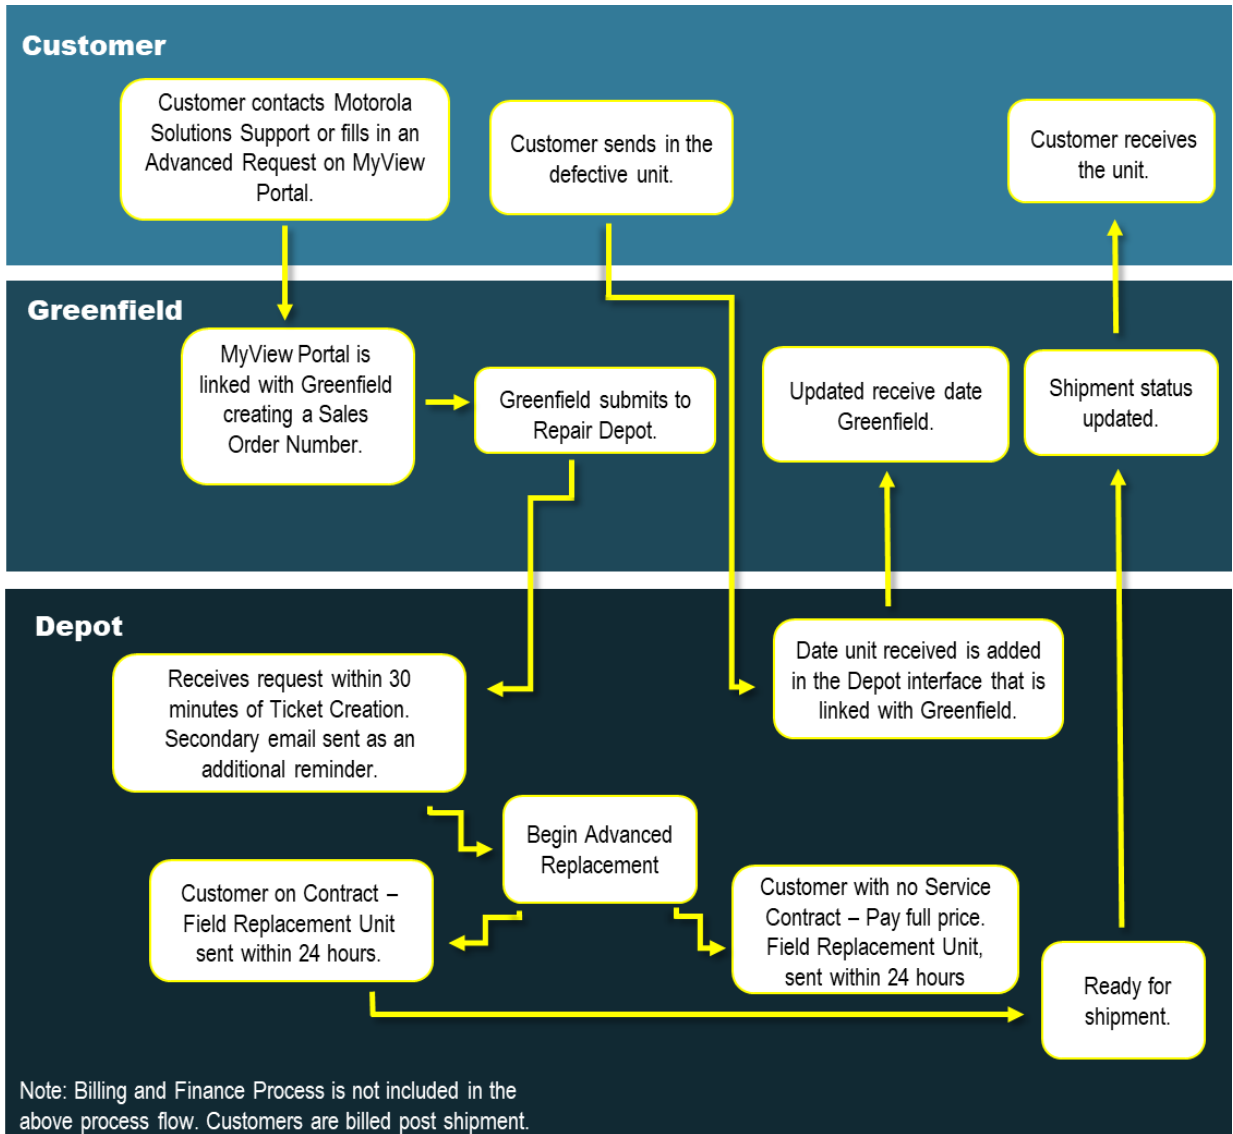 Customer
Customer contacts Motorola
Solutions Support or fills in an
Advanced Request on MyView
Portal.
Customer sends in the
defective unit.
Customer receives
the unit.
Greenfield
MyView Portal is
linked with Greenfield
creating a Sales
Order Number.
Greenfield submits to
Repair Depot.
Updated receive date
Greenfield.
Shipment status
updated.
Depot
Receives request within 30
minutes of Ticket Creation.
Secondary email sent as an
additional reminder.
Date unit received is added
in the Depot interface that is
linked with Greenfield.
Begin Advanced
Replacement
Customer on Contract –
Field Replacement Unit
sent within 24 hours.
Customer with no Service
Contract – Pay full price.
Field Replacement Unit,
sent within 24 hours
Ready for
shipment.
Note: Billing and Finance Process is not included in the
above process flow. Customers are billed post shipment.